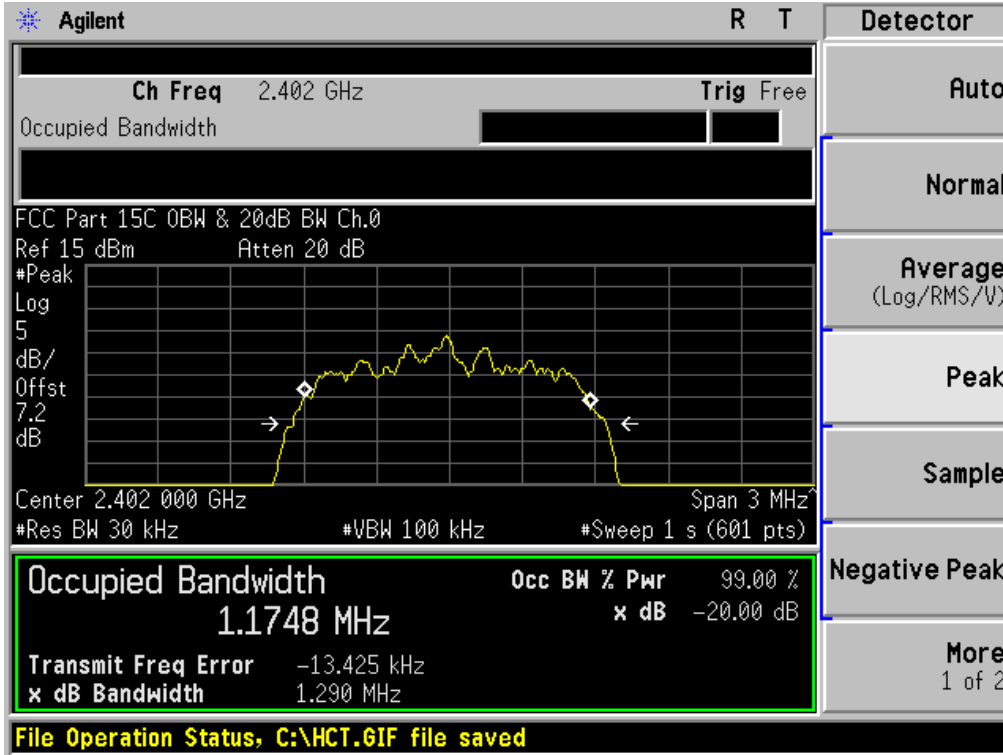 Agilent R T Detector
Ch Freq 2.402 GHz Trig Free
Occupied Bandwidth
FCC Part 15C OBW & 20dB BW Ch.0
Ref 15 dBm Atten 20 dB
#Peak
Log
5
dB/
Offst
7.2
dB
Center 2.402 000 GHz Span 3 MHz^
#Res BW 30 kHz #VBW 100 kHz #Sweep 1 s (601 pts)
Occupied Bandwidth Occ BW % Pwr 99.00 %
1.1748 MHz x dB -20.00 dB
Transmit Freq Error -13.425 kHz
x dB Bandwidth 1.290 MHz
File Operation Status, C:\HCT.GIF file saved
Auto
Normal
Average
(Log/RMS/V)
Peak
Sample
Negative Peak
More
1 of 2